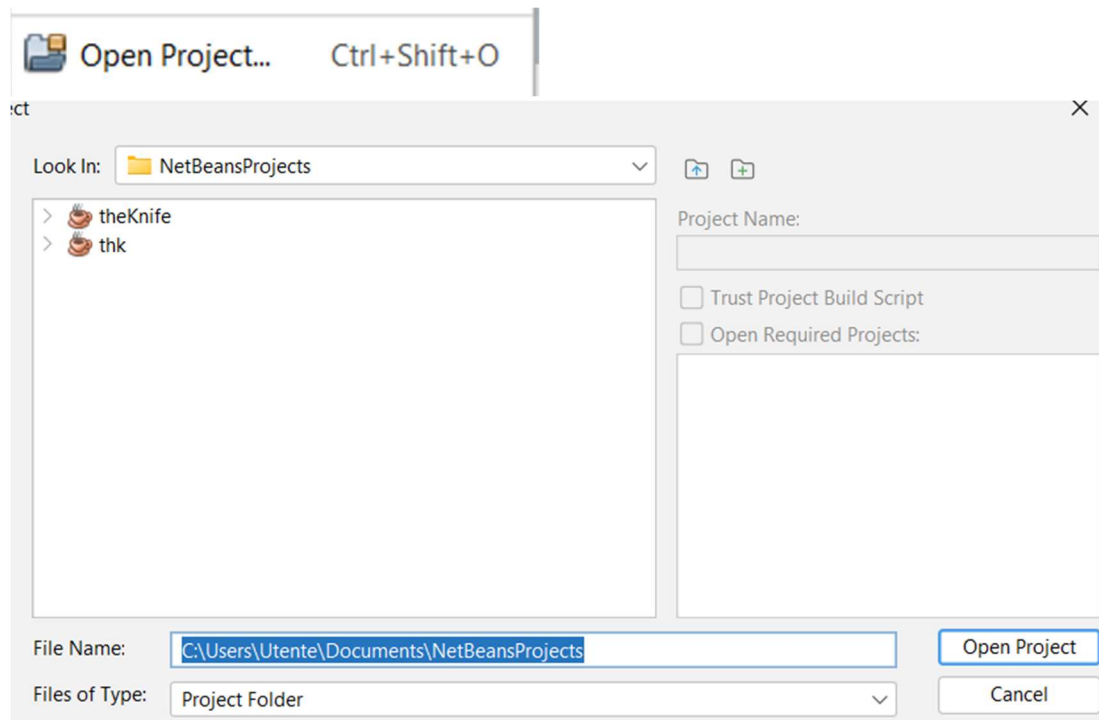 Open Project... Ctrl+Shift+O
ect
Look In: NetBeansProjects
theKnife
thk
Project Name:
Trust Project Build Script
Open Required Projects:
File Name: C:\Users\Utente\Documents\NetBeansProjects
Open Project
Files of Type: Project Folder
Cancel